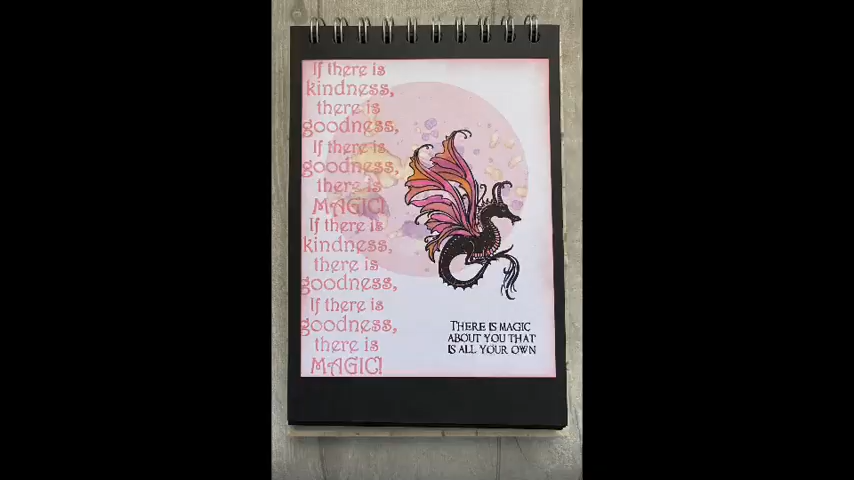 If there is
kindness,
there is
goodness,
If there is
goodness,
there is
MAGIC!
If there is
kindness,
there is
goodness,
If there is
goodness,
there is
MAGIC!
THERE IS MAGIC
ABOUT YOU THAT
IS ALL YOUR OWN